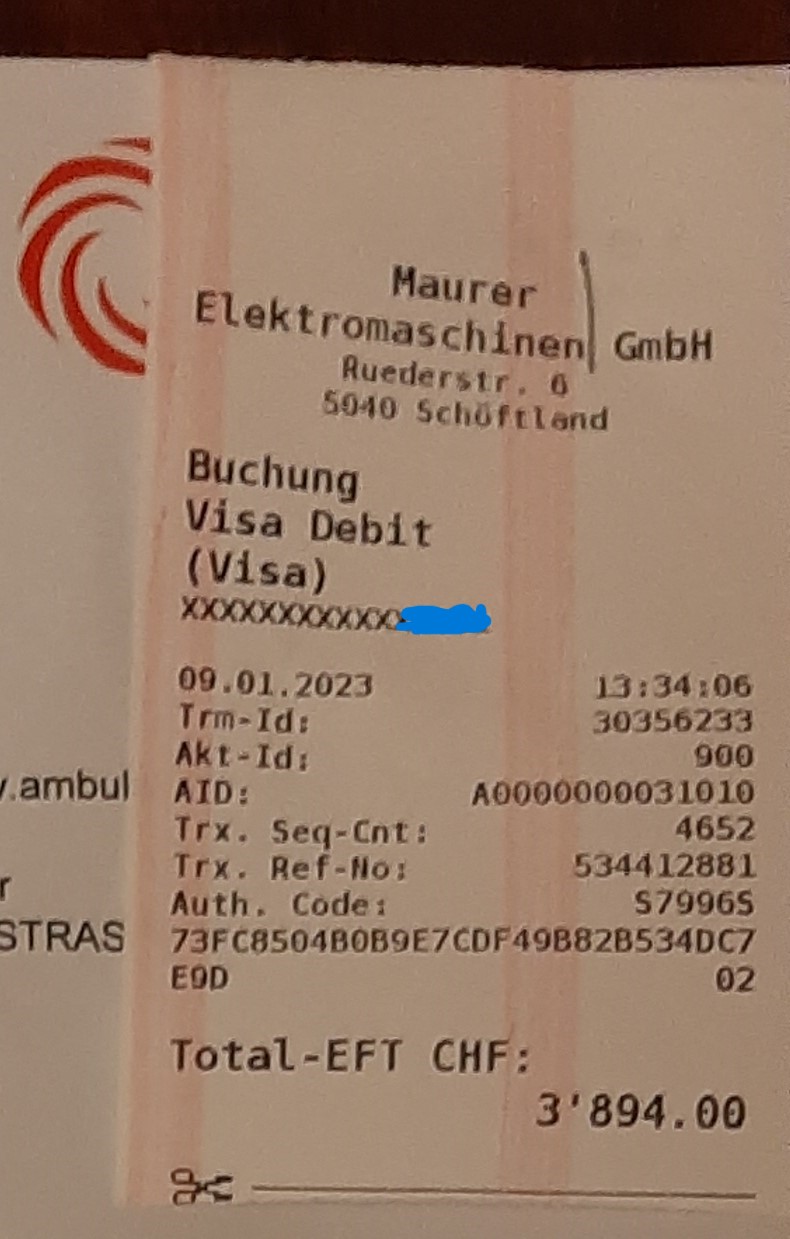 Maurer
Elektromaschinen GmbH
Ruederstr. 6
5040 Schöftland
Buchung
Visa Debit
(Visa)
XXXXXXXXXXXX
09.01.2023 13:34:06
Trm-Id: 30356233
Akt-Id: 900
AID: A0000000031010
Trx. Seq-Cnt: 4652
Trx. Ref-No: 534412881
Auth. Code: S7996S
73FC8504B0B9E7CDF49B82B534DC7
E9D 02
Total-EFT CHF:
3'894.00
.ambul
r
STRAS